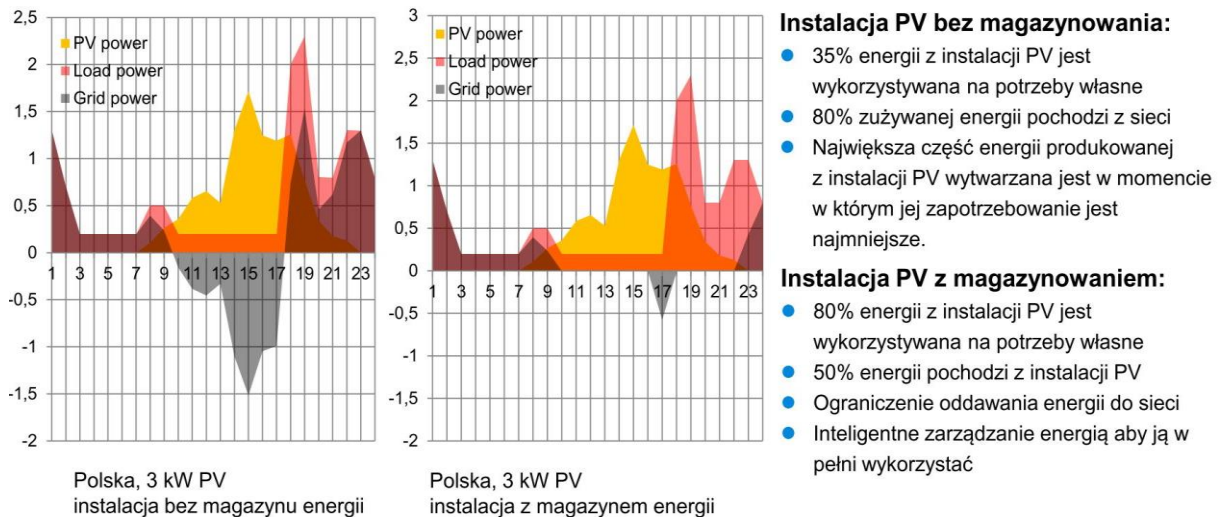 2,5
2
1,5
1
0,5
0
-0,5
-1
-1,5
-2
PV power
Load power
Grid power
1 3 5 7 9 11 13 15 17 19 21 23
Polska, 3 kW PV
instalacja bez magazynu energii
3
2,5
2
1,5
1
0,5
0
-0,5
-1
-1,5
-2
PV power
Load power
Grid power
1 3 5 7 9 11 13 15 17 19 21 23
Polska, 3 kW PV
instalacja z magazynem energii
Instalacja PV bez magazynowania:
35% energii z instalacji PV jest
wykorzystywana na potrzeby własne
80% zużywanej energii pochodzi z sieci
Największa część energii produkowanej
z instalacji PV wytwarzana jest w momencie
w którym jej zapotrzebowanie jest
najmniejsze.
Instalacja PV z magazynowaniem:
80% energii z instalacji PV jest
wykorzystywana na potrzeby własne
50% energii pochodzi z instalacji PV
Ograniczenie oddawania energii do sieci
Inteligentne zarządzanie energią aby ją w
pełni wykorzystać